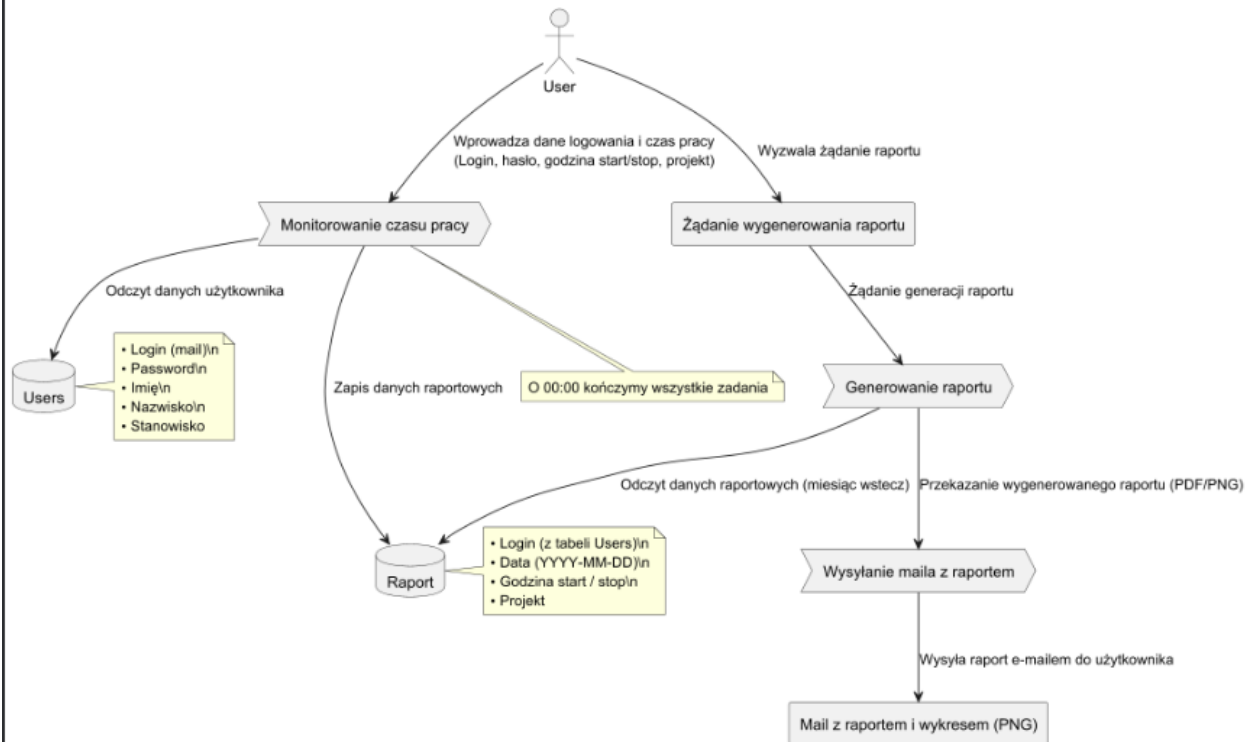 User
Wprowadza dane logowania i czas pracy
(Login, hasło, godzina start/stop, projekt)
Wyzwala żądanie raportu
Monitorowanie czasu pracy
Żądanie wygenerowania raportu
Odczyt danych użytkownika
Żądanie generacji raportu
• Login (mail)\n
• Password\n
• Imię\n
• Nazwisko\n
• Stanowisko
Users
Zapis danych raportowych
O 00:00 kończymy wszystkie zadania
Generowanie raportu
Odczyt danych raportowych (miesiąc wstecz)
Przekazanie wygenerowanego raportu (PDF/PNG)
• Login (z tabeli Users)\n
• Data (YYYY-MM-DD)\n
• Godzina start / stop\n
• Projekt
Raport
Wysyłanie maila z raportem
Wysyła raport e-mailem do użytkownika
Mail z raportem i wykresem (PNG)